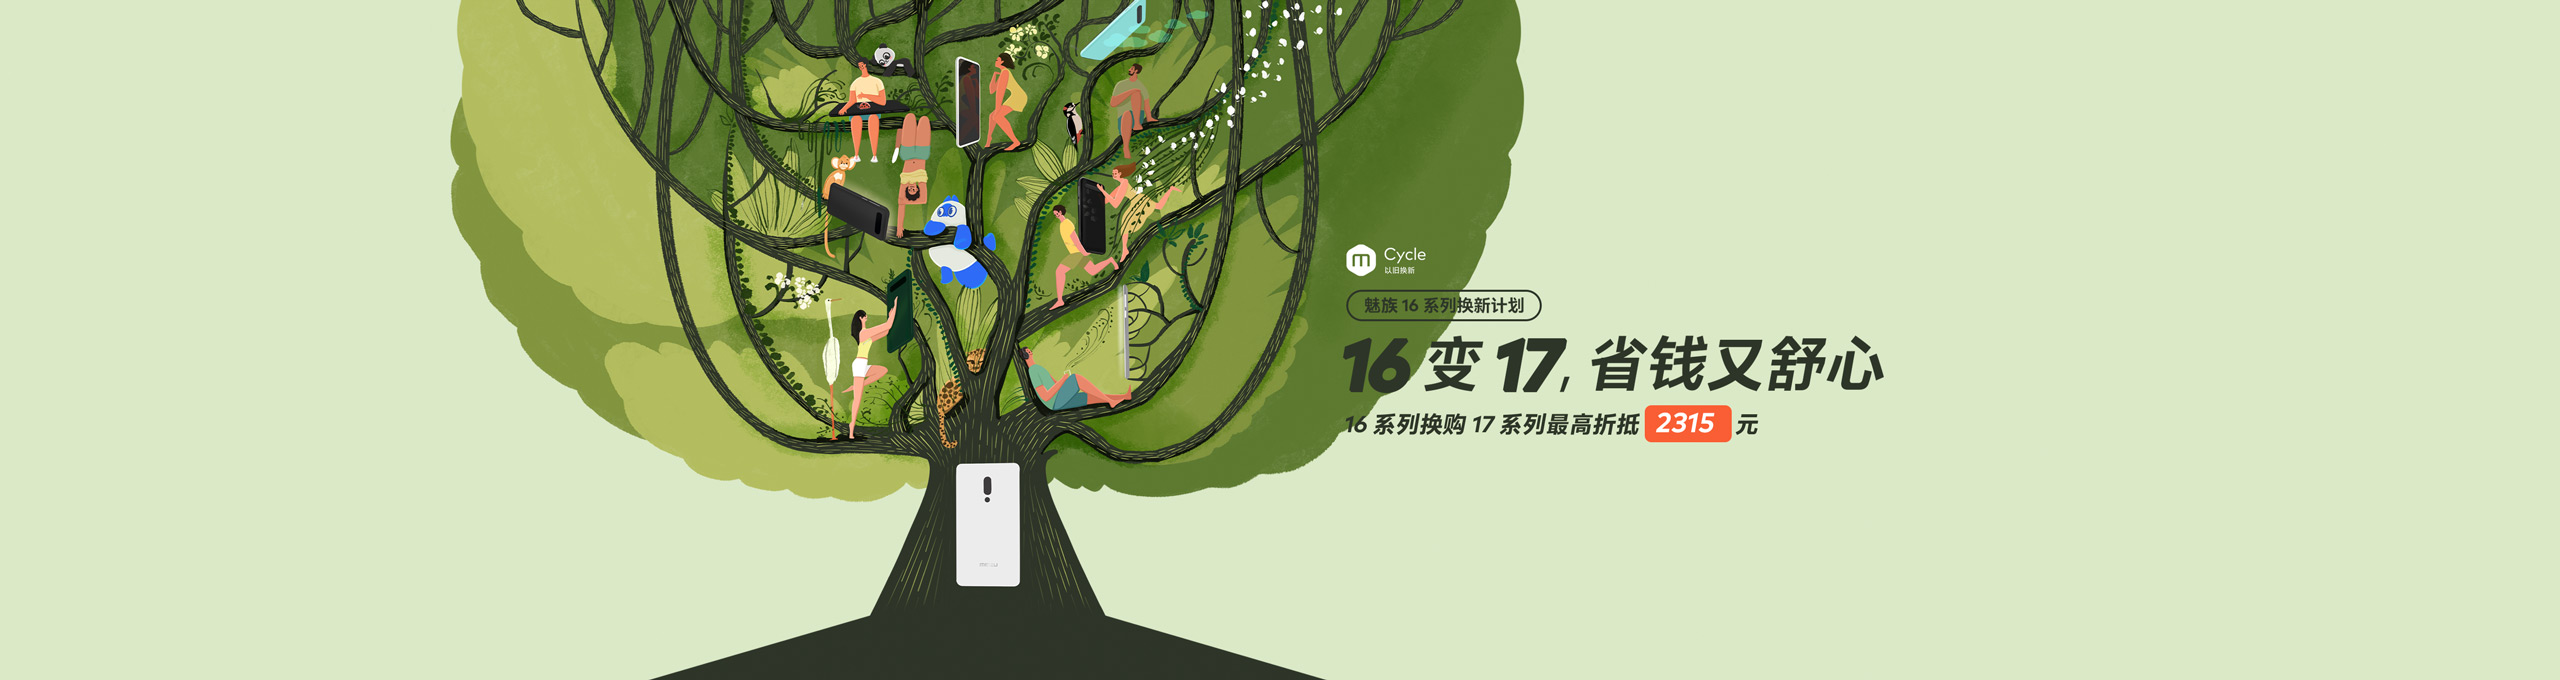 m Cycle
以旧换新
魅族 16 系列换新计划
16 变 17, 省钱又舒心
16 系列换购 17 系列最高折抵 2315 元